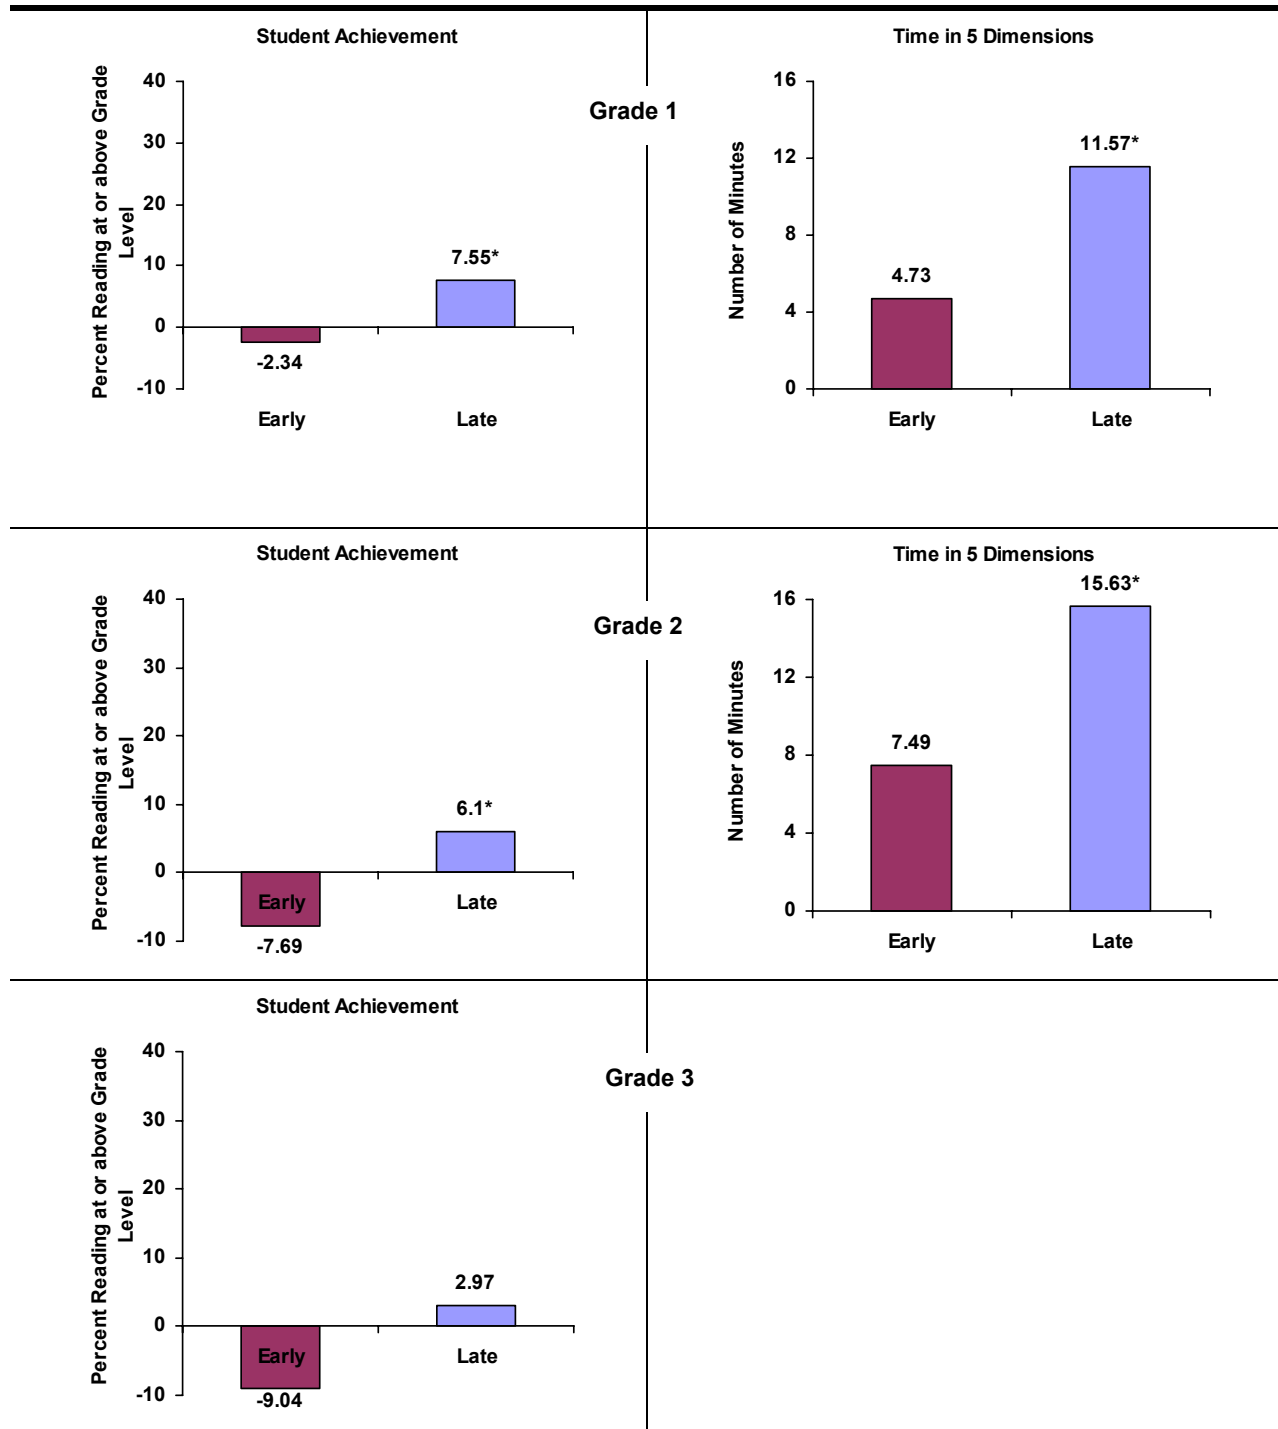 Student Achievement
Percent Reading at or above Grade
Level
40
30
20
10
0
-10
-2.34
7.55*
Early
Late
Grade 1
Time in 5 Dimensions
Number of Minutes
16
12
8
4
0
4.73
11.57*
Early
Late
Student Achievement
Percent Reading at or above Grade
Level
40
30
20
10
0
-10
Early
-7.69
6.1*
Late
Grade 2
Time in 5 Dimensions
Number of Minutes
16
12
8
4
0
7.49
15.63*
Early
Late
Student Achievement
Percent Reading at or above Grade
Level
40
30
20
10
0
-10
Early
-9.04
2.97
Late
Grade 3